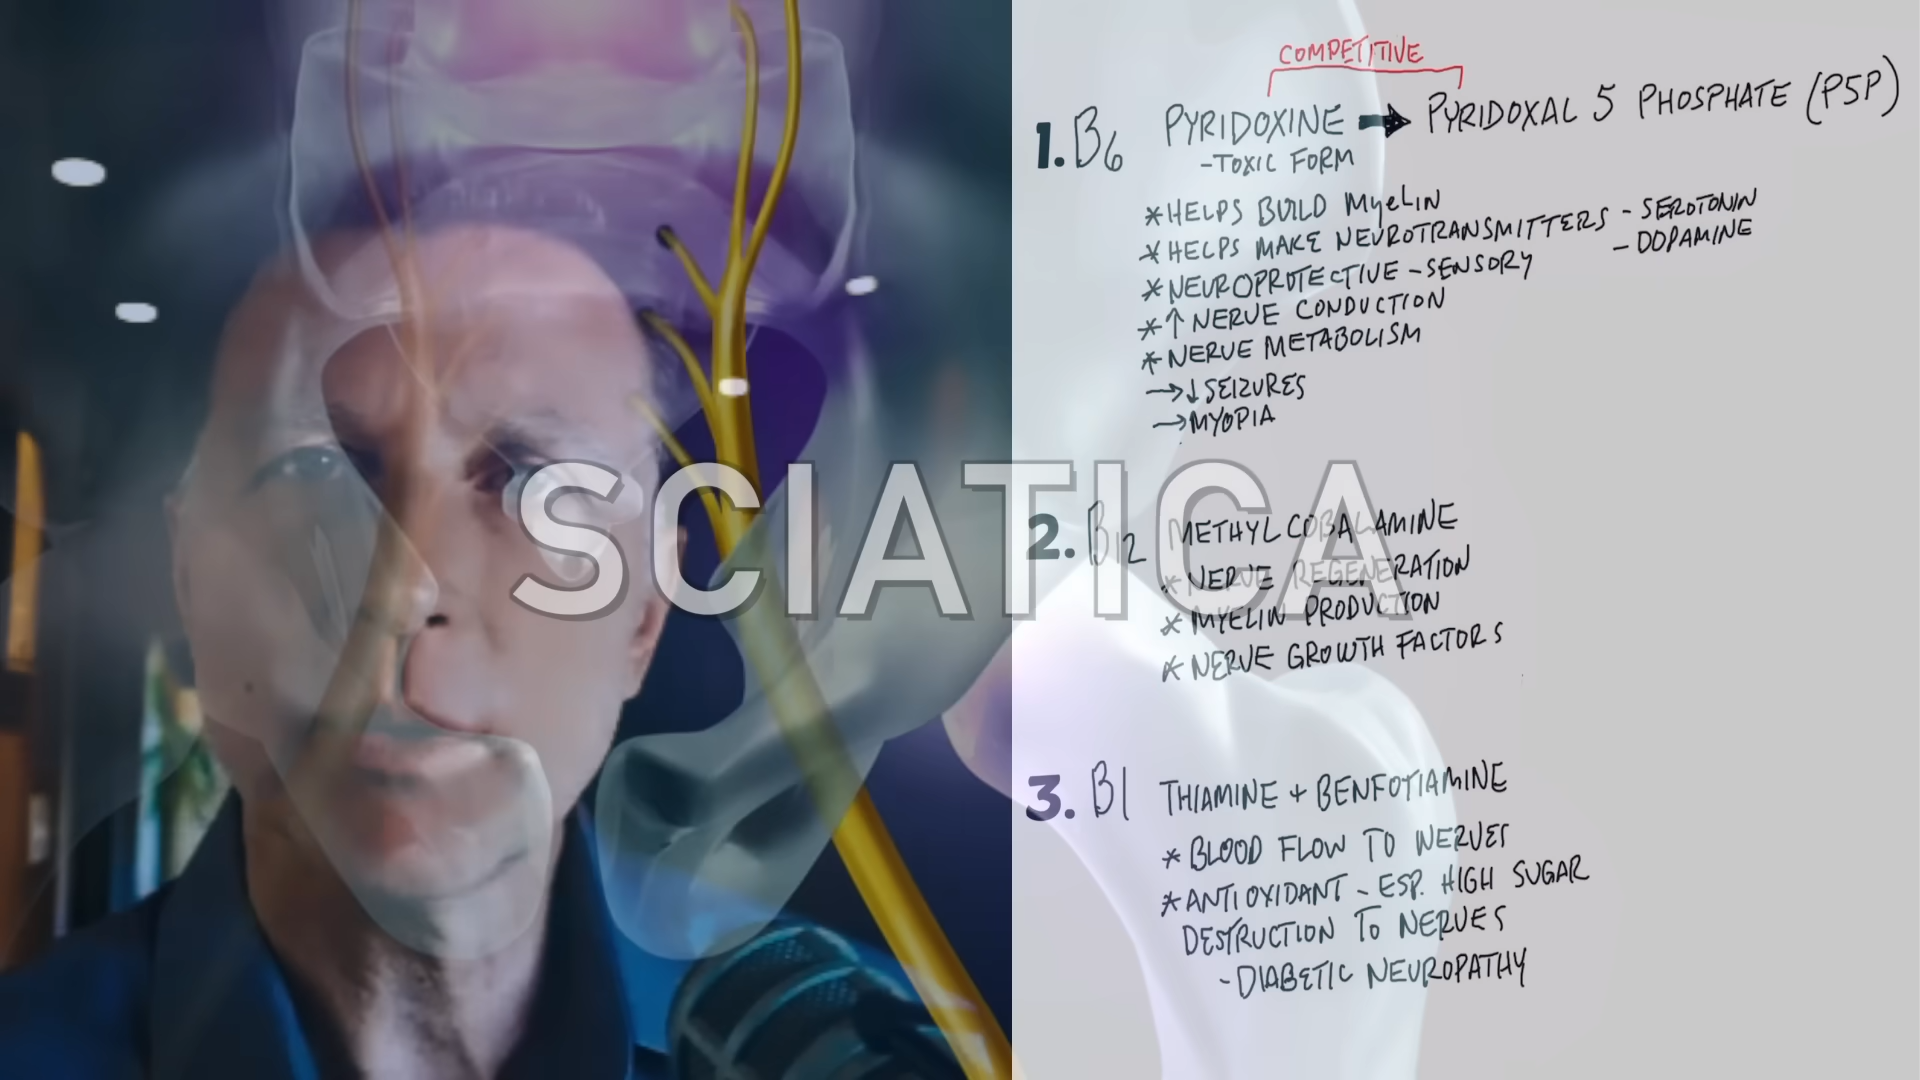 COMPETITIVE
1. B6 PYRIDOXINE → PYRIDOXAL 5 PHOSPHATE (P5P)
-TOXIC FORM
*HELPS BUILD MyeLIN
*HELPS MAKE NEUROTRANSMITTERS - SEROTONIN
- DOPAMINE
*NEUROPROTECTIVE - SENSORY
*↑ NERVE CONDUCTION
*NERVE METABOLISM
→↓SEIZURES
→MYOPIA
SCIATICA
2. B12 METHYLCOBALAMINE
*NERVE REGENERATION
*MYELIN PRODUCTION
*NERVE GROWTH FACTORS
3. B1 THIAMINE + BENFOTIAMINE
*BLOOD FLOW TO NERVES
*ANTIOXIDANT - ESP. HIGH SUGAR
DESTRUCTION TO NERVES
-DIABETIC NEUROPATHY